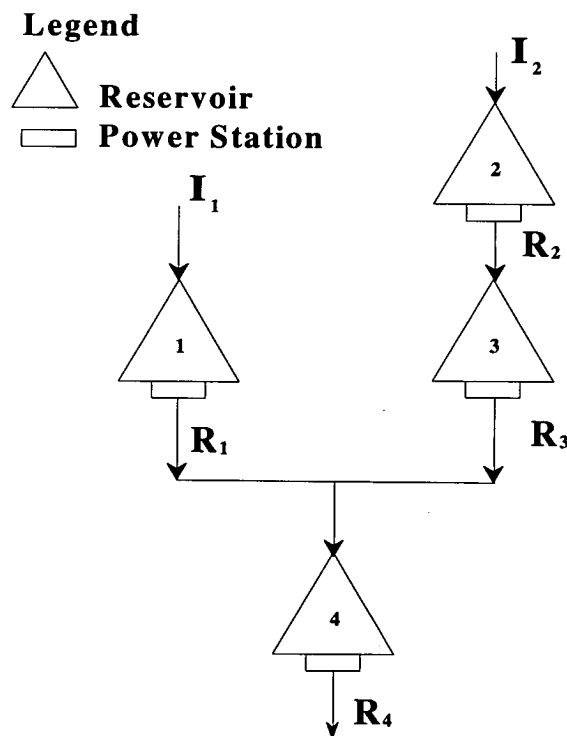 Legend
Reservoir
Power Station
I₂
2
I₁
R₂
1
3
R₁
R₃
4
R₄